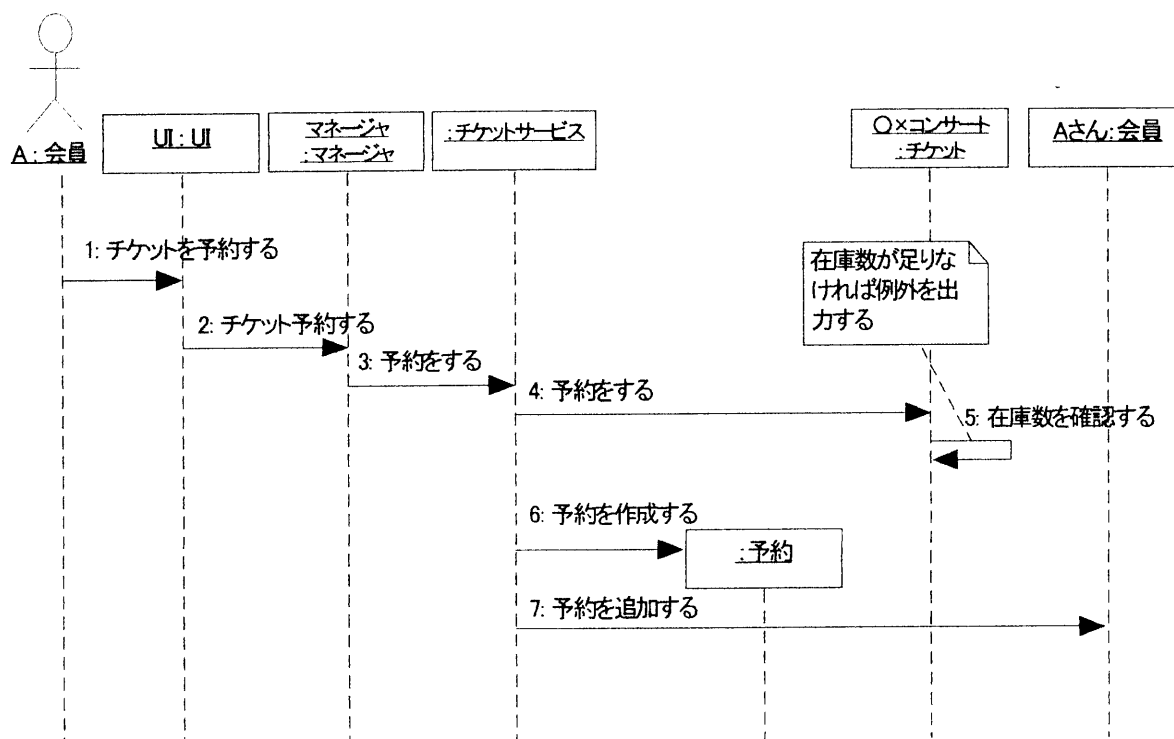 A : 会員
UI : UI
マネージャ
: マネージャ
: チケットサービス
○×コンサート
: チケット
Aさん : 会員
1: チケットを予約する
2: チケット予約する
3: 予約をする
4: 予約をする
在庫数が足りな
ければ例外を出
力する
5: 在庫数を確認する
6: 予約を作成する
: 予約
7: 予約を追加する